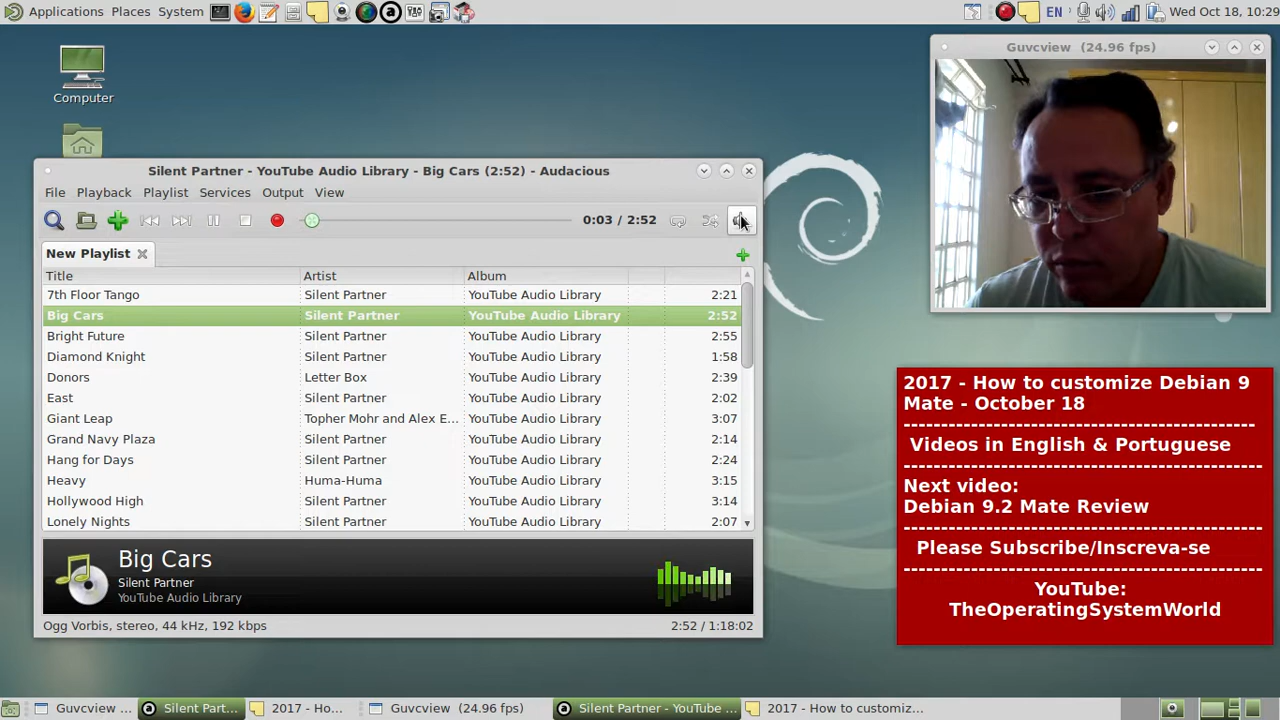 Applications Places System
EN
Wed Oct 18, 10:29
Computer
Guvcview (24.96 fps)
Silent Partner - YouTube Audio Library - Big Cars (2:52) - Audacious
File Playback Playlist Services Output View
0:03 / 2:52
New Playlist
Title Artist Album
7th Floor Tango Silent Partner YouTube Audio Library 2:21
Big Cars Silent Partner YouTube Audio Library 2:52
Bright Future Silent Partner YouTube Audio Library 2:55
Diamond Knight Silent Partner YouTube Audio Library 1:58
Donors Letter Box YouTube Audio Library 2:39
East Silent Partner YouTube Audio Library 2:02
Giant Leap Topher Mohr and Alex E... YouTube Audio Library 3:07
Grand Navy Plaza Silent Partner YouTube Audio Library 2:14
Hang for Days Silent Partner YouTube Audio Library 2:24
Heavy Huma-Huma YouTube Audio Library 3:15
Hollywood High Silent Partner YouTube Audio Library 3:14
Lonely Nights Silent Partner YouTube Audio Library 2:07
Big Cars
Silent Partner
YouTube Audio Library
Ogg Vorbis, stereo, 44 kHz, 192 kbps 2:52 / 1:18:02
2017 - How to customize Debian 9
Mate - October 18
--------------------------------------------
Videos in English & Portuguese
---------------------------------------------
Next video:
Debian 9.2 Mate Review
---------------------------------------------
Please Subscribe/Inscreva-se
---------------------------------------------
YouTube:
TheOperatingSystemWorld
Guvcview ... Silent Part... 2017 - Ho... Guvcview (24.96 fps) Silent Partner - YouTube ... 2017 - How to customiz...